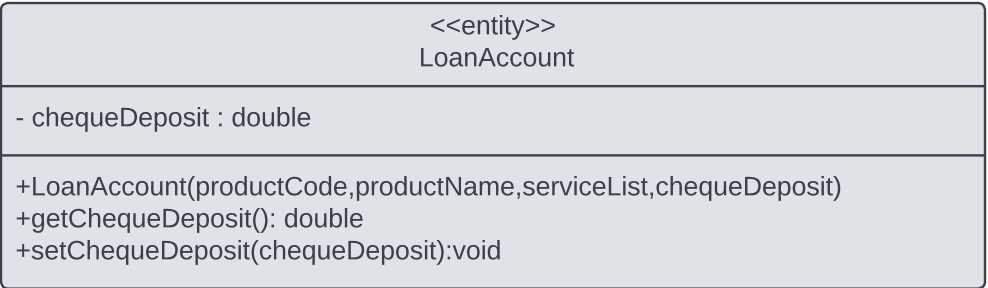 <<entity>>
LoanAccount
- chequeDeposit : double
+LoanAccount(productCode,productName,serviceList,chequeDeposit)
+getChequeDeposit(): double
+setChequeDeposit(chequeDeposit):void